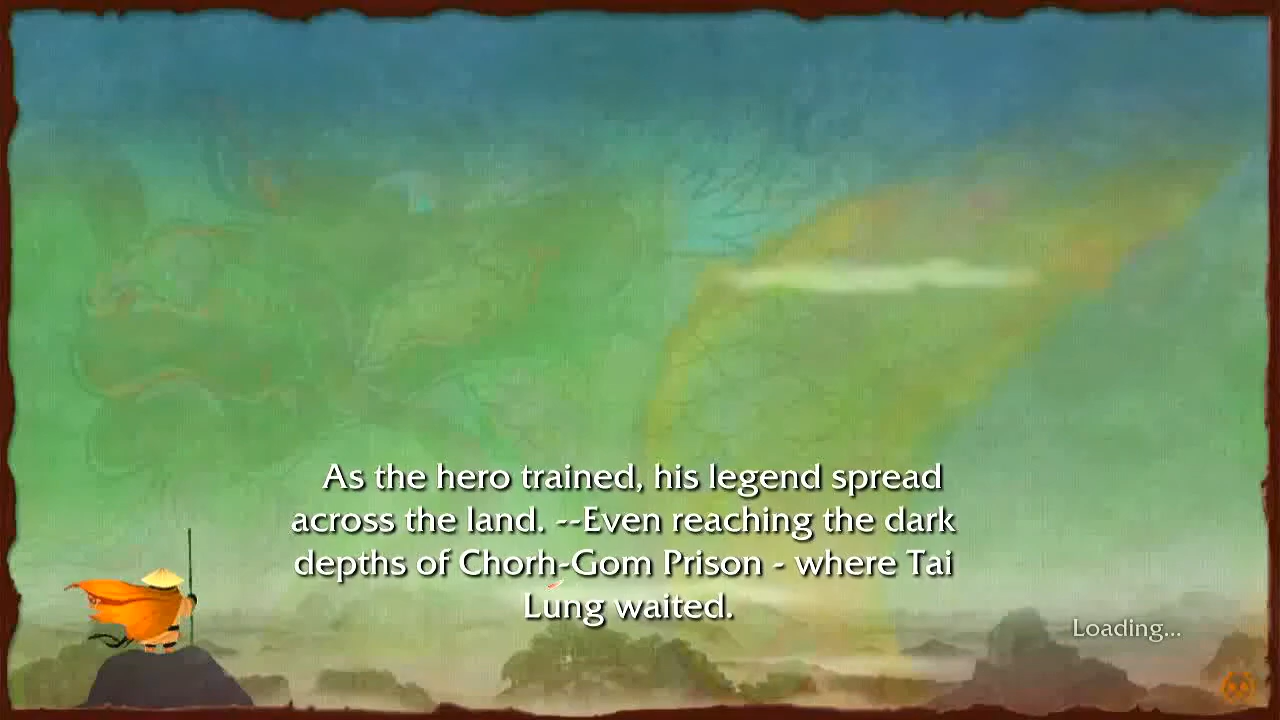 As the hero trained, his legend spread
across the land. --Even reaching the dark
depths of Chorh-Gom Prison - where Tai
Lung waited.
Loading...